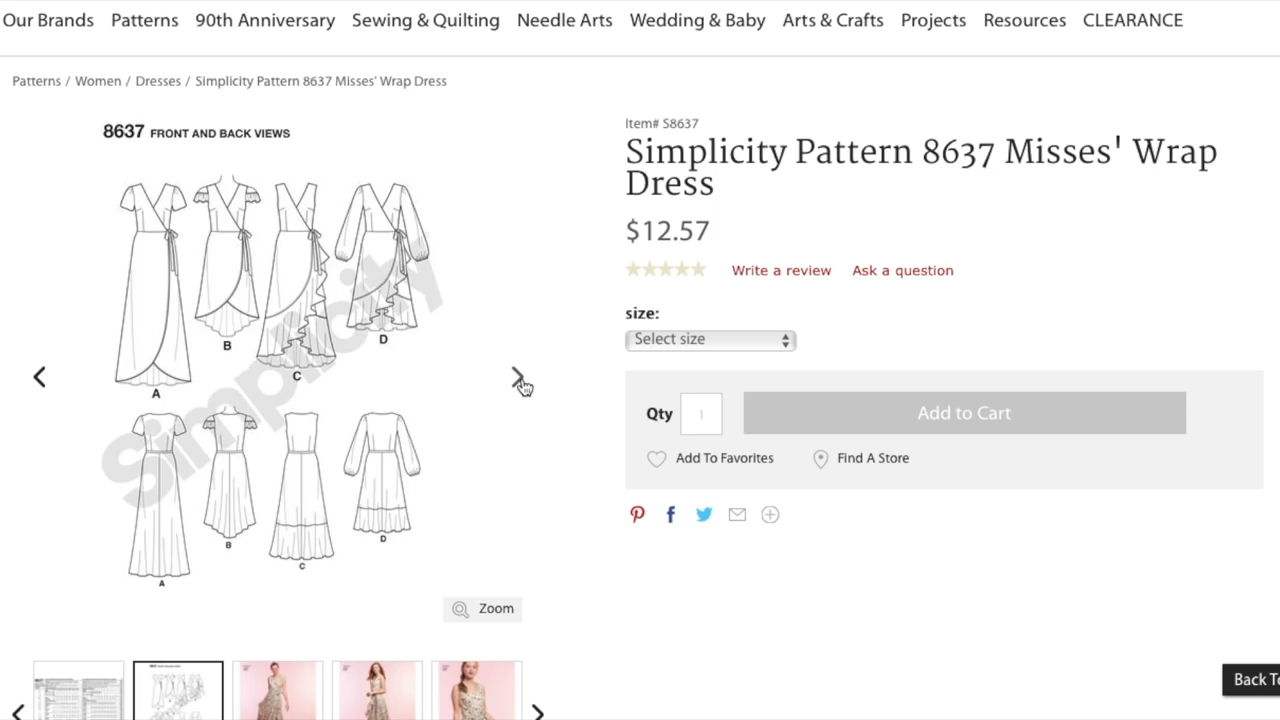 Our Brands Patterns 90th Anniversary Sewing & Quilting Needle Arts Wedding & Baby Arts & Crafts Projects Resources CLEARANCE
Patterns / Women / Dresses / Simplicity Pattern 8637 Misses' Wrap Dress
8637 FRONT AND BACK VIEWS
Simplicity
A
B
C
D
A
B
C
D
Zoom
Item# S8637
Simplicity Pattern 8637 Misses' Wrap
Dress
$12.57
Write a review Ask a question
size:
Select size
Qty 1 Add to Cart
Add To Favorites Find A Store
Back